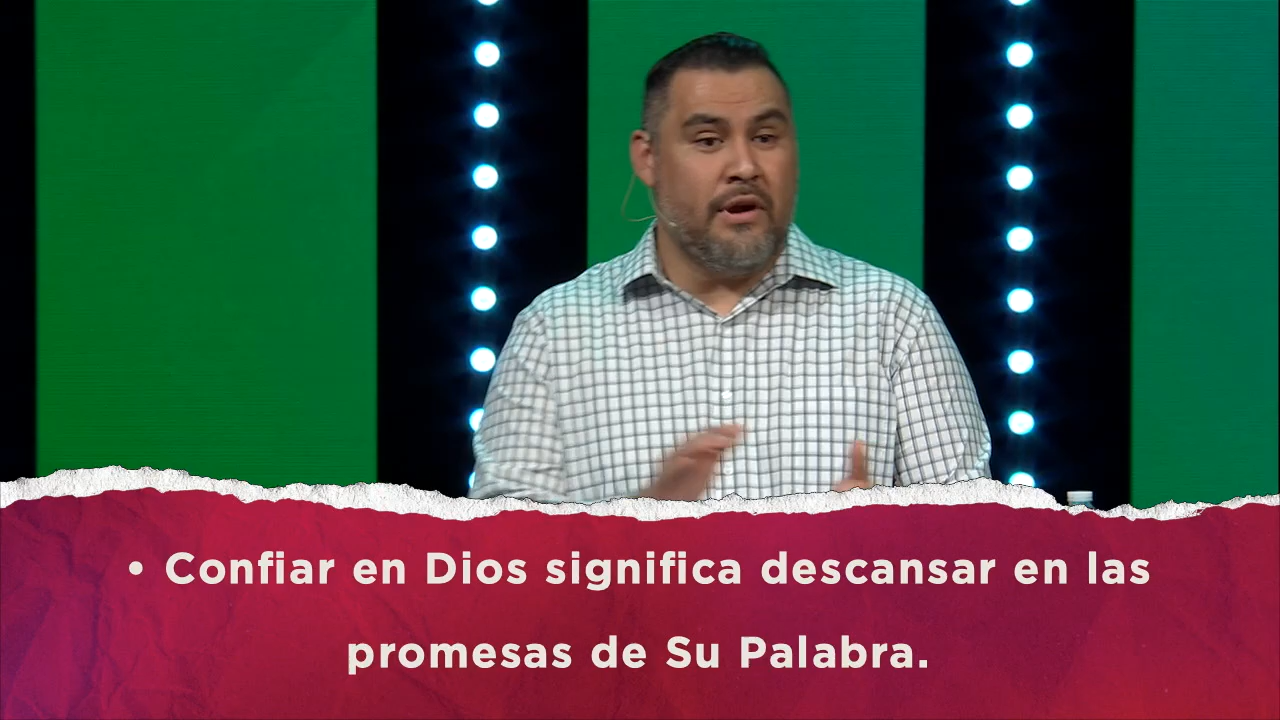 • Confiar en Dios significa descansar en las
promesas de Su Palabra.